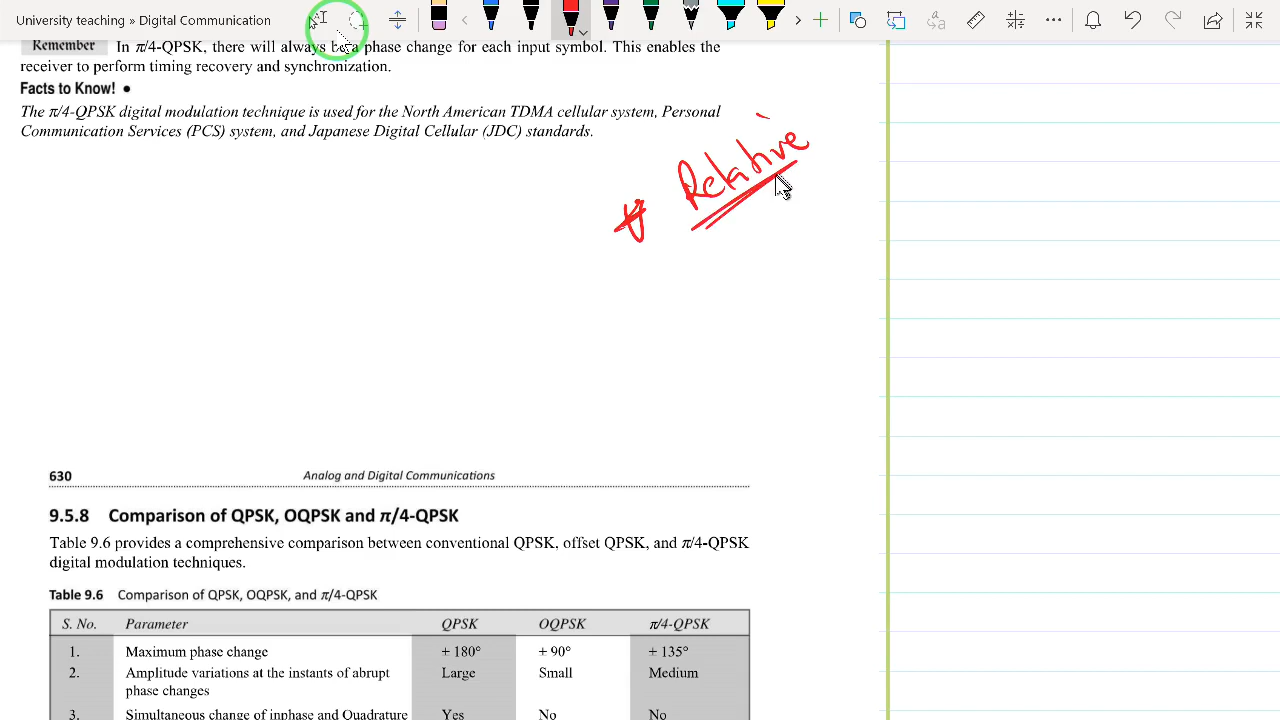 University teaching » Digital Communication
Remember In π/4-QPSK, there will always be a phase change for each input symbol. This enables the
receiver to perform timing recovery and synchronization.
Facts to Know! •
The π/4-QPSK digital modulation technique is used for the North American TDMA cellular system, Personal
Communication Services (PCS) system, and Japanese Digital Cellular (JDC) standards.
Relative
630 Analog and Digital Communications
9.5.8 Comparison of QPSK, OQPSK and π/4-QPSK
Table 9.6 provides a comprehensive comparison between conventional QPSK, offset QPSK, and π/4-QPSK
digital modulation techniques.
Table 9.6 Comparison of QPSK, OQPSK, and π/4-QPSK
S. No. Parameter QPSK OQPSK π/4-QPSK
1. Maximum phase change ± 180° ± 90° ± 135°
2. Amplitude variations at the instants of abrupt Large Small Medium
phase changes
3. Simultaneous change of inphase and Quadrature Yes No No